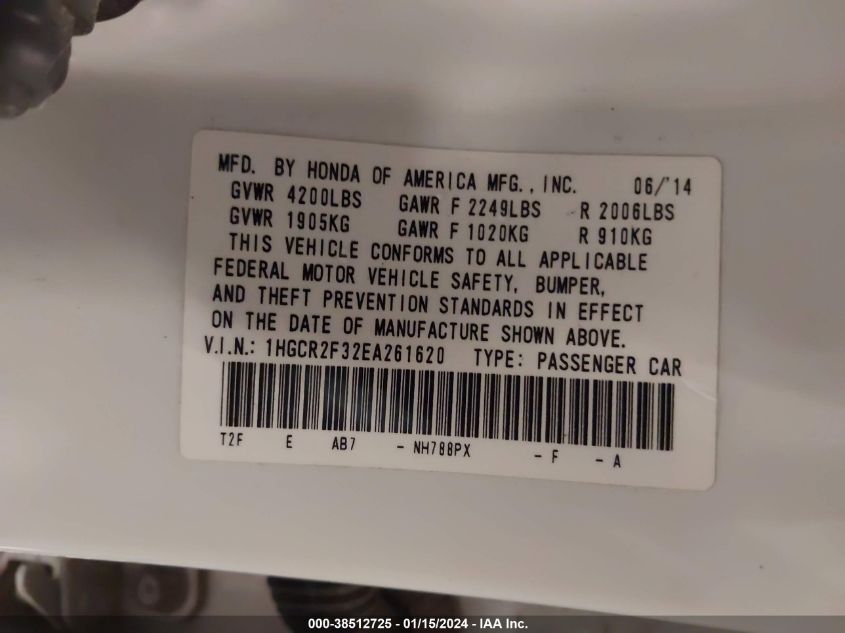 MFD. BY HONDA OF AMERICA MFG., INC. 06/'14
GVWR 4200LBS GAWR F 2249LBS R 2006LBS
GVWR 1905KG GAWR F 1020KG R 910KG
THIS VEHICLE CONFORMS TO ALL APPLICABLE
FEDERAL MOTOR VEHICLE SAFETY, BUMPER,
AND THEFT PREVENTION STANDARDS IN EFFECT
ON THE DATE OF MANUFACTURE SHOWN ABOVE.
V.I.N.: 1HGCR2F32EA261620 TYPE: PASSENGER CAR
T2F E AB7 - NH788PX - F - A
000-38512725 - 01/15/2024 - IAA Inc.